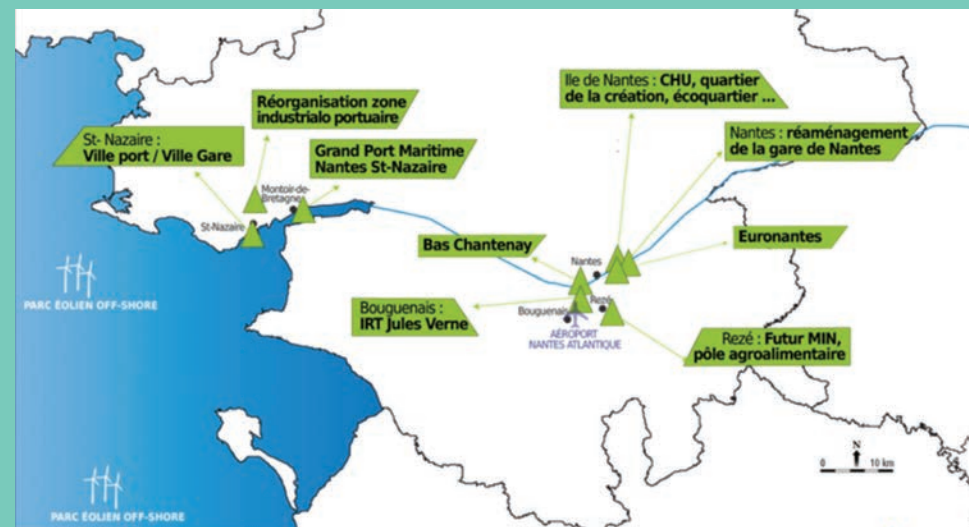 Ile de Nantes : CHU, quartier
de la création, écoquartier ...
Réorganisation zone
industrialo portuaire
St- Nazaire :
Ville port / Ville Gare
Grand Port Maritime
Nantes St-Nazaire
Nantes : réaménagement
de la gare de Nantes
Montoir-de-
Bretagne
St-Nazaire
Bas Chantenay
Euronantes
Nantes
PARC ÉOLIEN OFF-SHORE
Bouguenais :
IRT Jules Verne
Rezé
Bouguenais
AÉROPORT
NANTES ATLANTIQUE
Rezé : Futur MIN,
pôle agroalimentaire
N
0 10 km
PARC ÉOLIEN OFF-SHORE